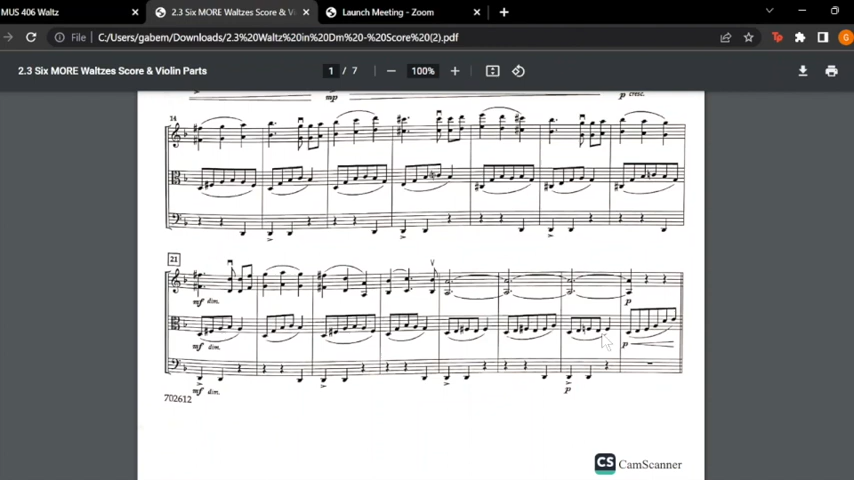 MUS 406 Waltz
2.3 Six MORE Waltzes Score & Vi
Launch Meeting - Zoom
File
C:/Users/gabem/Downloads/2.3%20Waltz%20in%20Dm%20-%20Score%20(2).pdf
G
2.3 Six MORE Waltzes Score & Violin Parts
1 / 7
100%
mp
p cresc.
14
21
mf dim.
p
mf dim.
p
mf dim.
p
702612
CS CamScanner